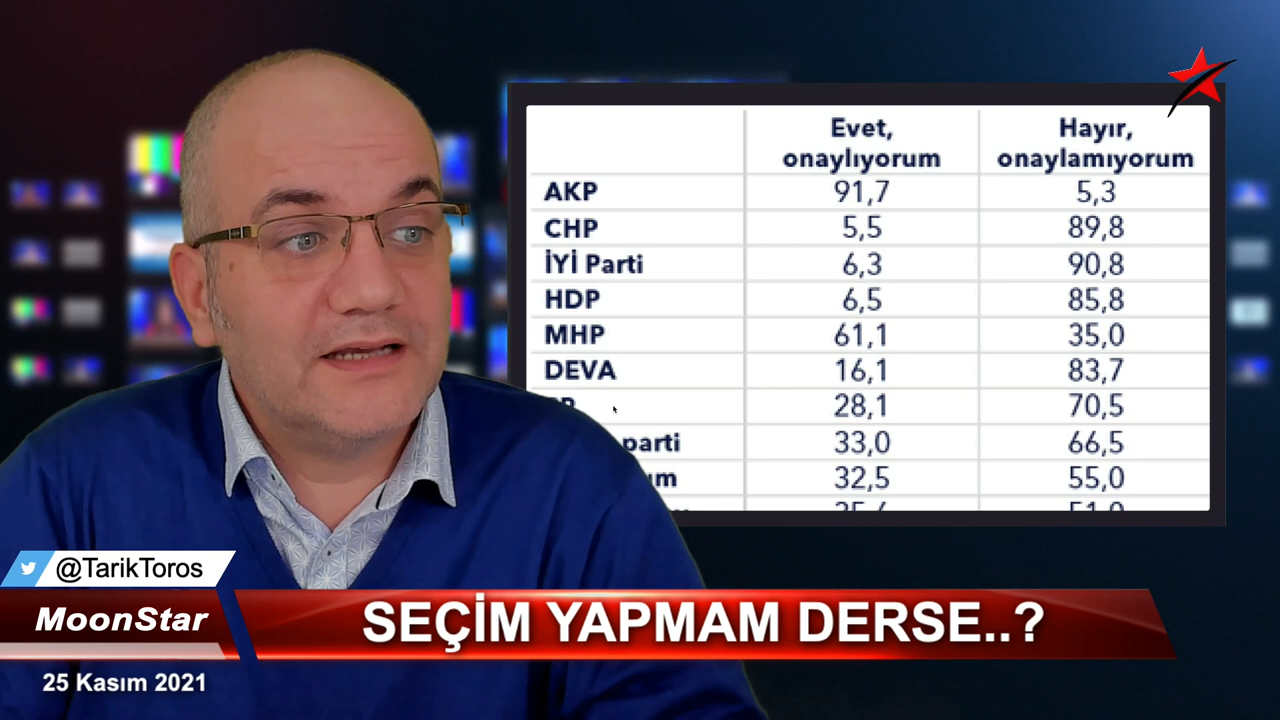 Evet,
onaylıyorum
Hayır,
onaylamıyorum
AKP 91,7 5,3
CHP 5,5 89,8
İYİ Parti 6,3 90,8
HDP 6,5 85,8
MHP 61,1 35,0
DEVA 16,1 83,7
28,1 70,5
parti 33,0 66,5
32,5 55,0
@TarikToros
MoonStar
SEÇİM YAPMAM DERSE..?
25 Kasım 2021